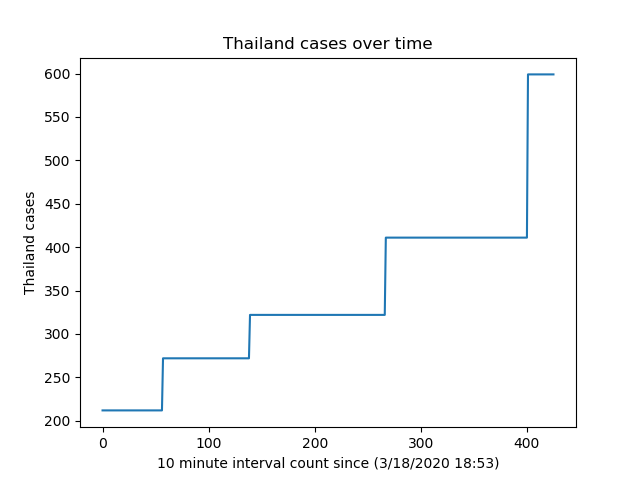 Thailand cases over time
600
550
500
450
400
350
300
250
200
Thailand cases
0 100 200 300 400
10 minute interval count since (3/18/2020 18:53)